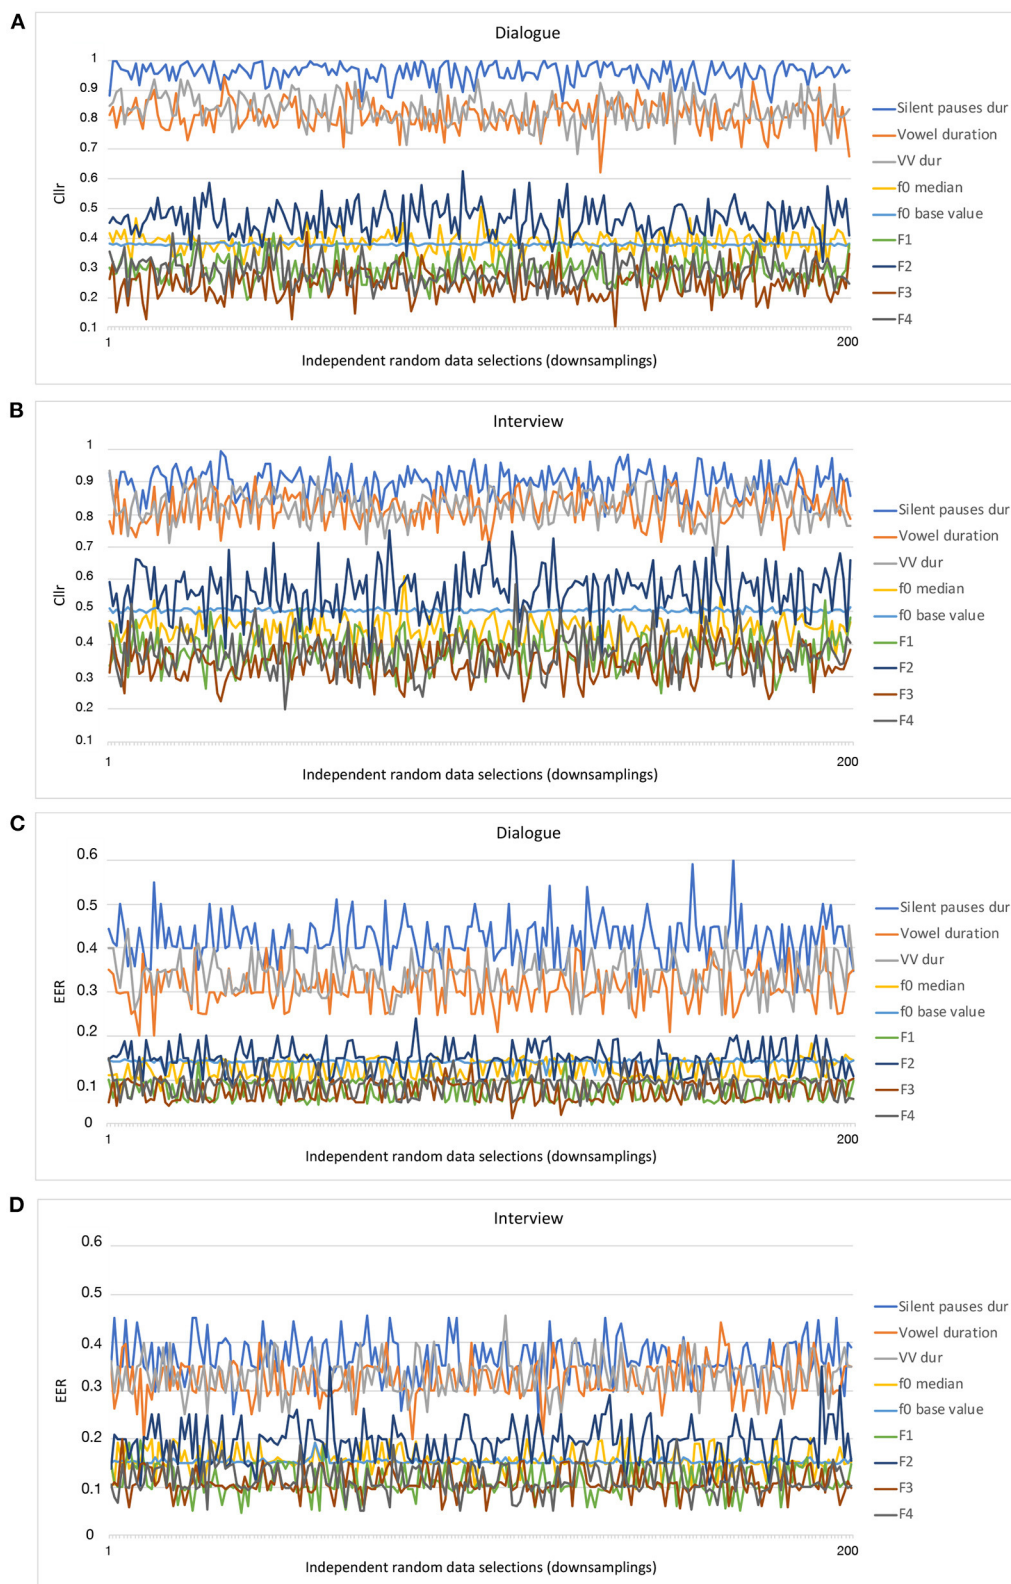 A
Dialogue
1
0.9
0.8
0.7
0.6
0.5
0.4
0.3
0.2
0.1
Cllr
1
200
Independent random data selections (downsamplings)
Silent pauses dur
Vowel duration
VV dur
f0 median
f0 base value
F1
F2
F3
F4
B
Interview
1
0.9
0.8
0.7
0.6
0.5
0.4
0.3
0.2
0.1
Cllr
1
200
Independent random data selections (downsamplings)
Silent pauses dur
Vowel duration
VV dur
f0 median
f0 base value
F1
F2
F3
F4
C
Dialogue
0.6
0.5
0.4
0.3
0.2
0.1
0
EER
1
200
Independent random data selections (downsamplings)
Silent pauses dur
Vowel duration
VV dur
f0 median
f0 base value
F1
F2
F3
F4
D
Interview
0.6
0.5
0.4
0.3
0.2
0.1
0
EER
1
200
Independent random data selections (downsamplings)
Silent pauses dur
Vowel duration
VV dur
f0 median
f0 base value
F1
F2
F3
F4